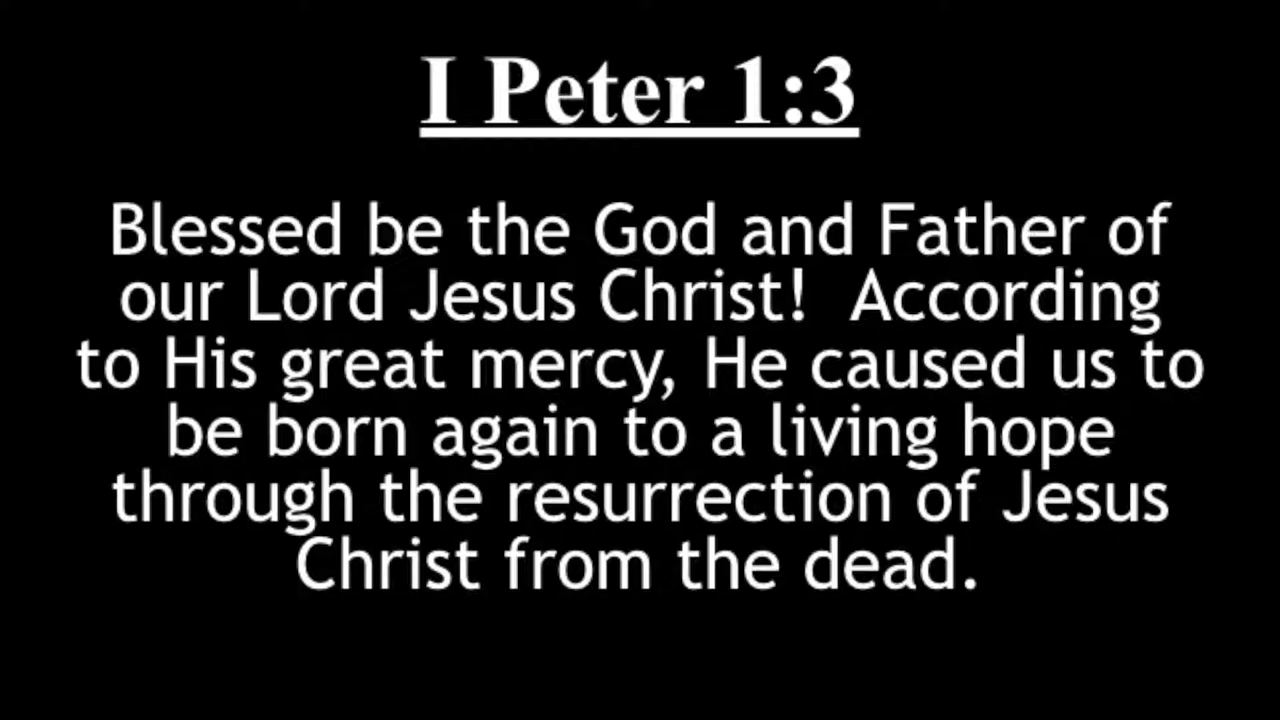 I Peter 1:3
Blessed be the God and Father of
our Lord Jesus Christ!  According
to His great mercy, He caused us to
be born again to a living hope
through the resurrection of Jesus
Christ from the dead.